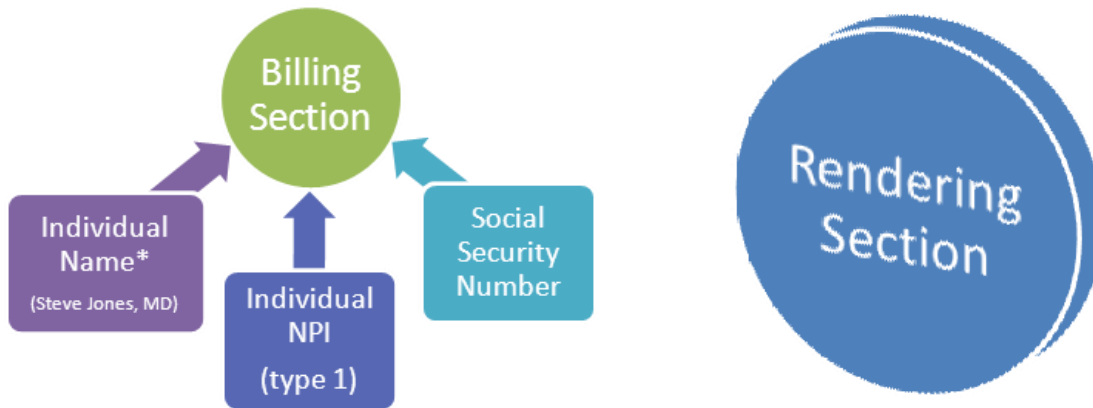 Billing
Section
Individual
Name*
(Steve Jones, MD)
Individual
NPI
(type 1)
Social
Security
Number
Rendering
Section